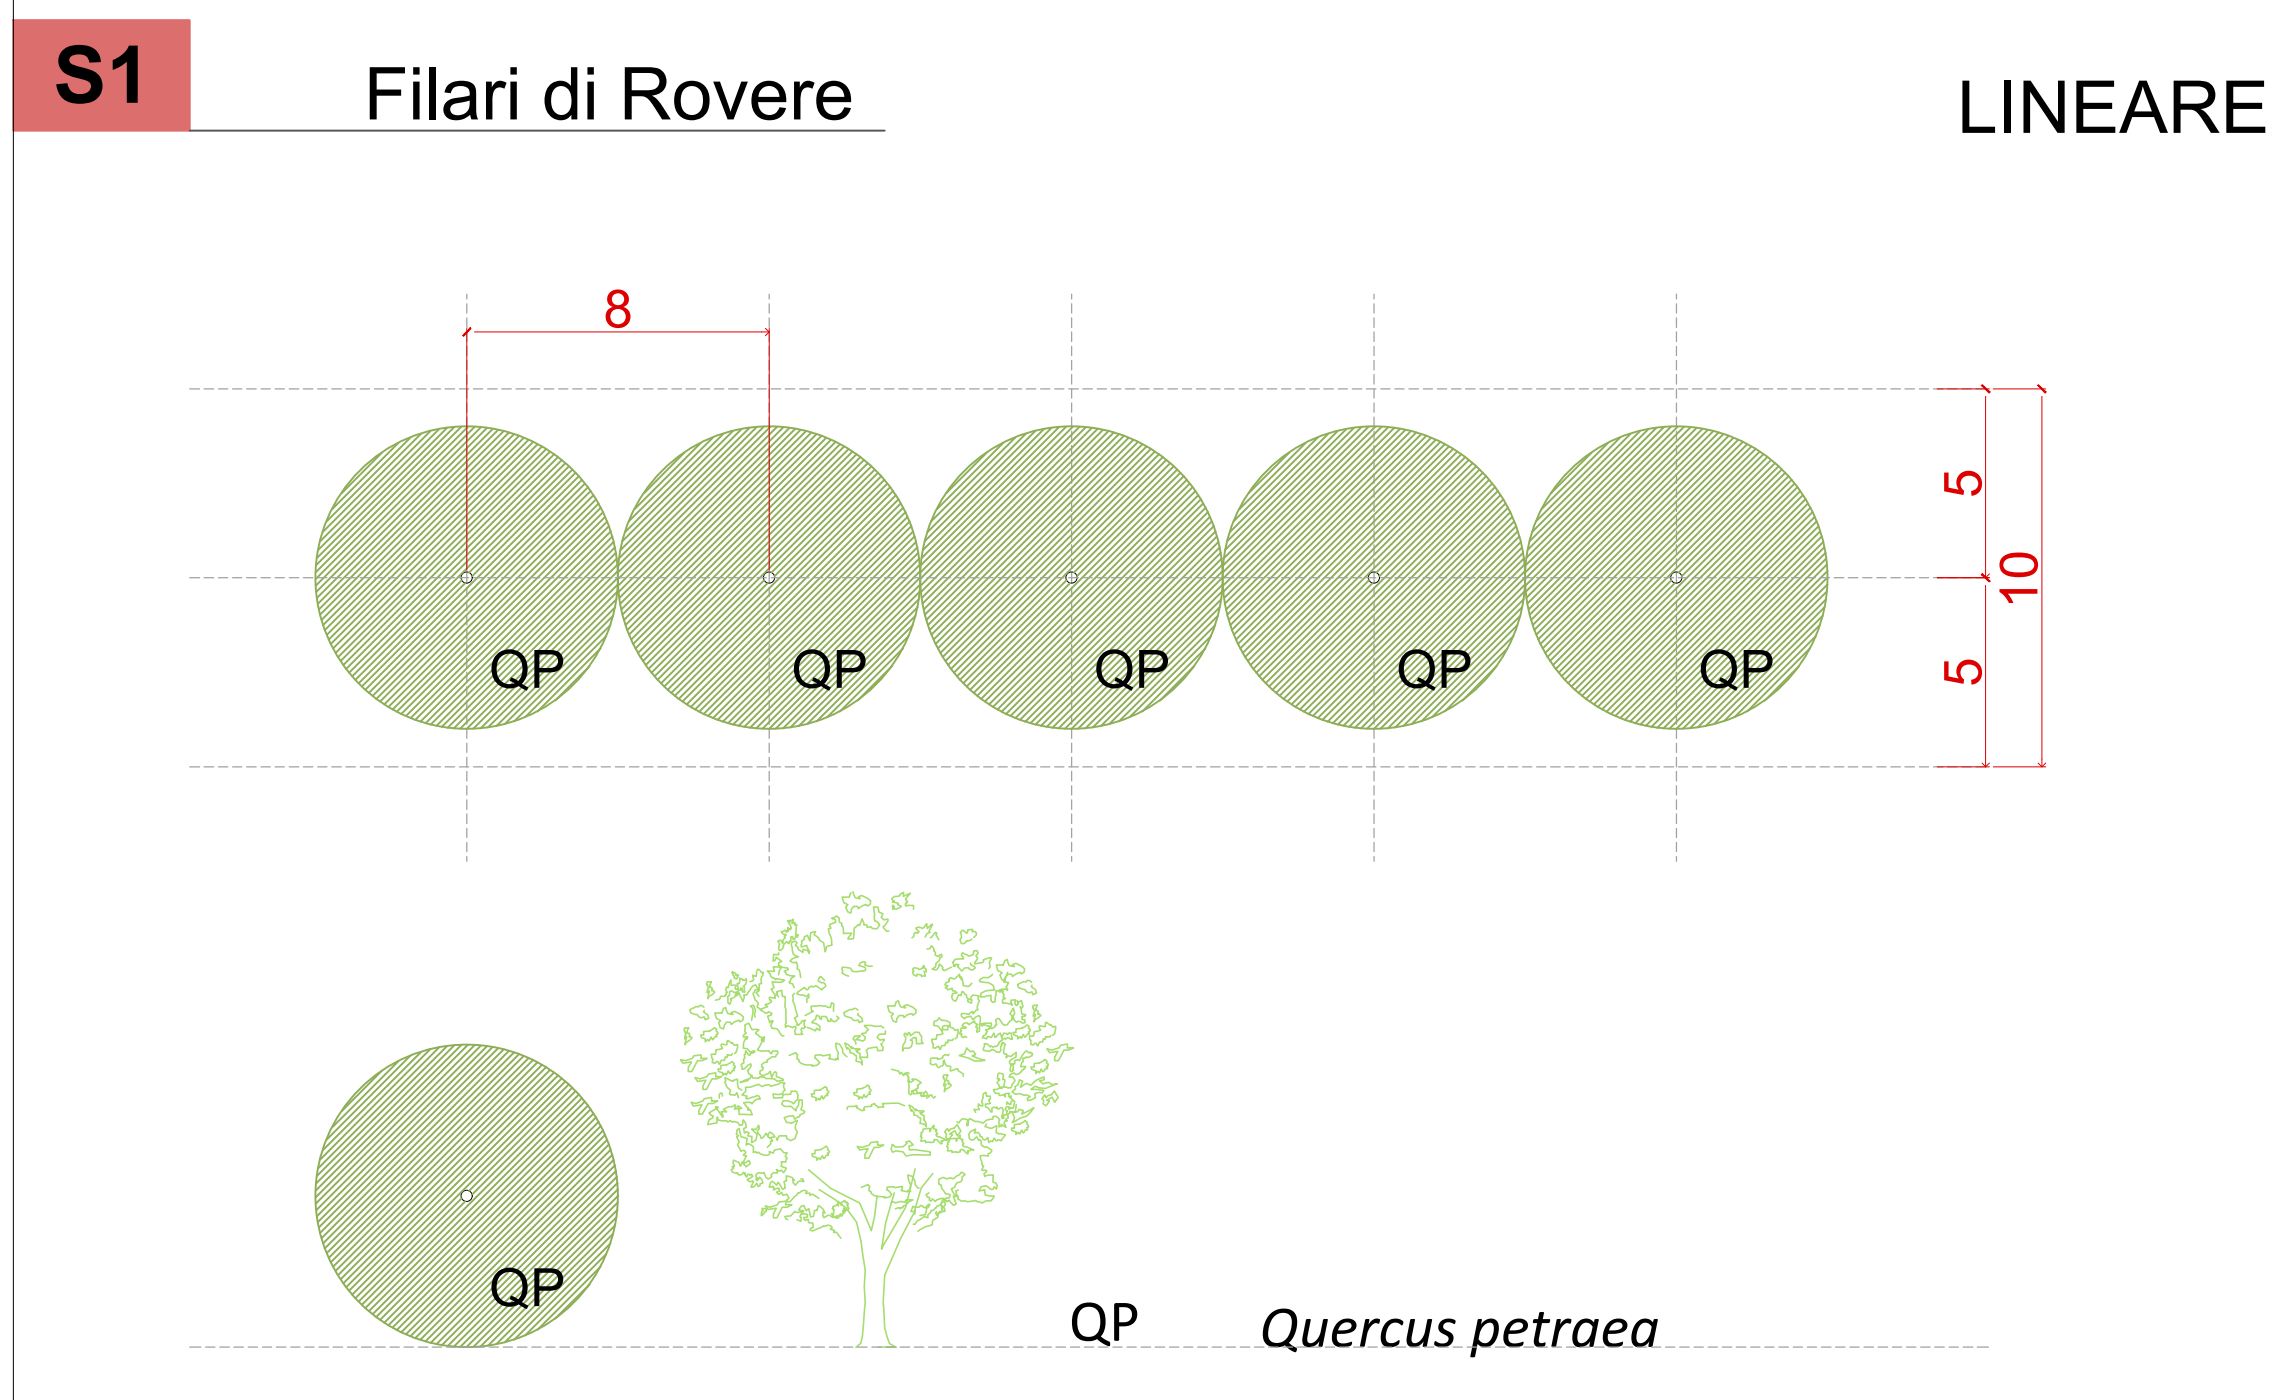 S1
Filari di Rovere
LINEARE
8
5
10
5
QP QP QP QP QP
QP
QP Quercus petraea